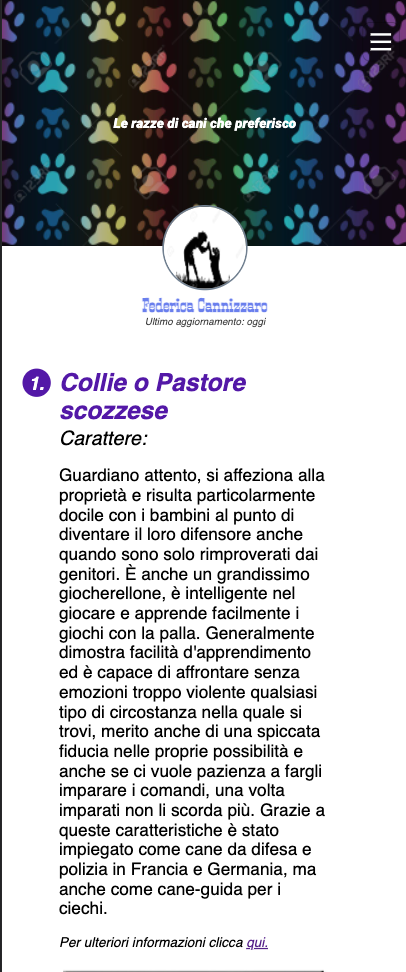 Le razze di cani che preferisco
Federica Cannizzaro
Ultimo aggiornamento: oggi
1. Collie o Pastore
scozzese
Carattere:
Guardiano attento, si affeziona alla
proprietà e risulta particolarmente
docile con i bambini al punto di
diventare il loro difensore anche
quando sono solo rimproverati dai
genitori. È anche un grandissimo
giocherellone, è intelligente nel
giocare e apprende facilmente i
giochi con la palla. Generalmente
dimostra facilità d'apprendimento
ed è capace di affrontare senza
emozioni troppo violente qualsiasi
tipo di circostanza nella quale si
trovi, merito anche di una spiccata
fiducia nelle proprie possibilità e
anche se ci vuole pazienza a fargli
imparare i comandi, una volta
imparati non li scorda più. Grazie a
queste caratteristiche è stato
impiegato come cane da difesa e
polizia in Francia e Germania, ma
anche come cane-guida per i
ciechi.
Per ulteriori informazioni clicca qui.